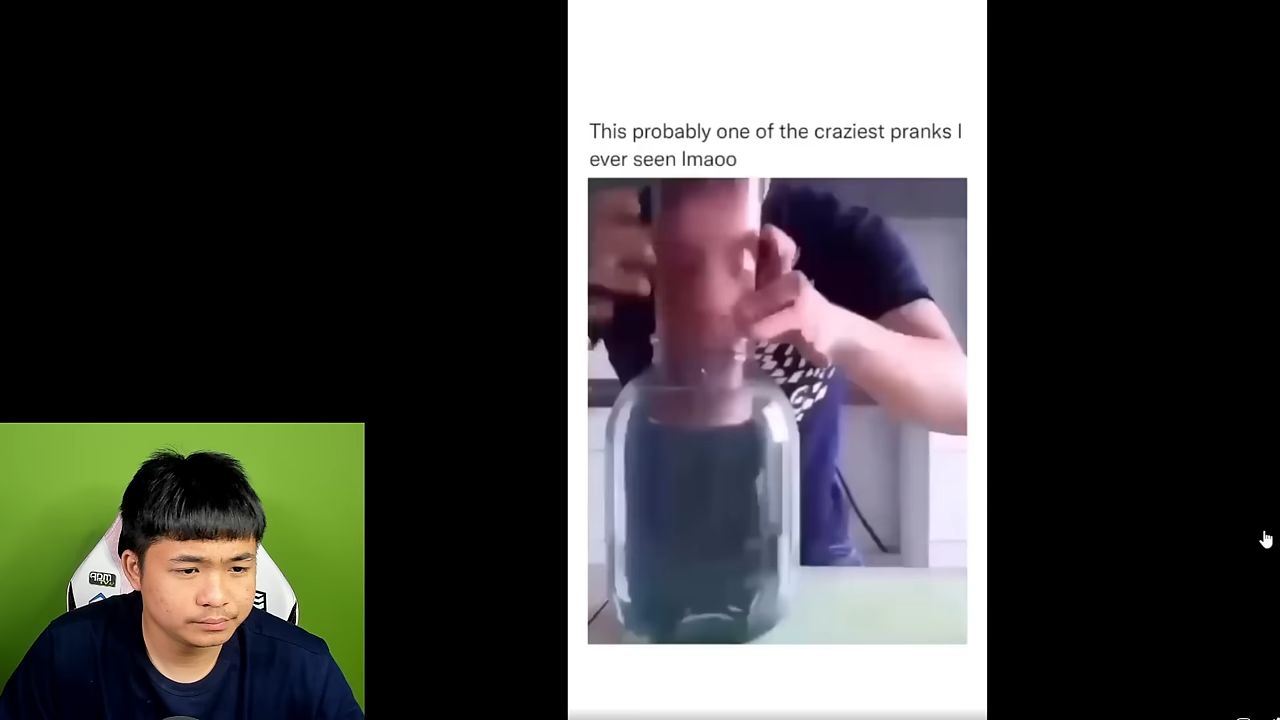 This probably one of the craziest pranks I
ever seen lmaoo